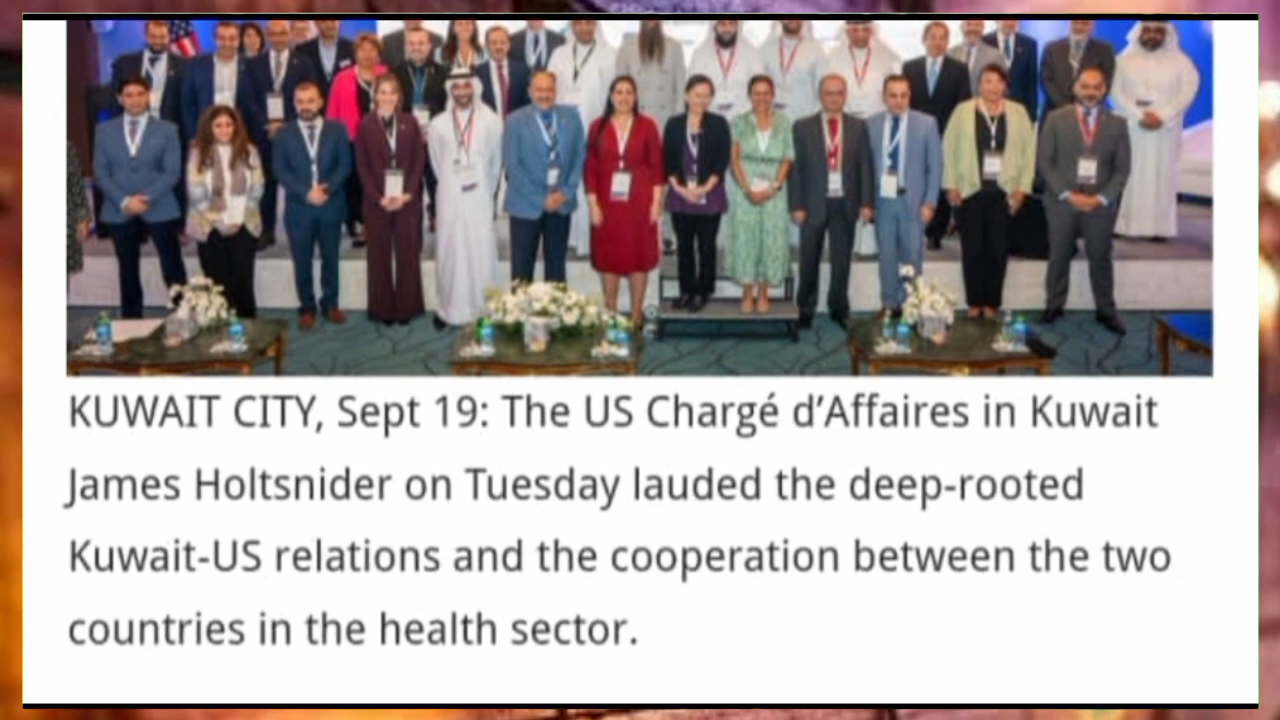 KUWAIT CITY, Sept 19: The US Chargé d’Affaires in Kuwait
James Holtsnider on Tuesday lauded the deep-rooted
Kuwait-US relations and the cooperation between the two
countries in the health sector.